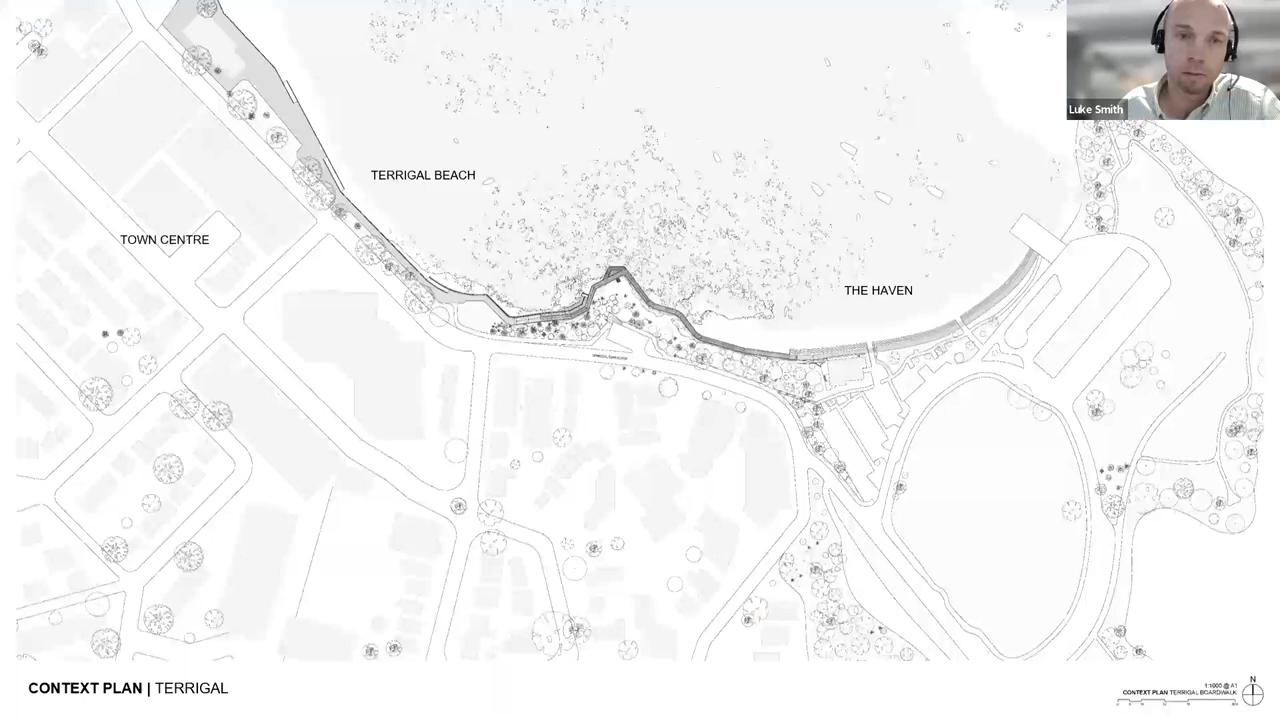 Luke Smith
TERRIGAL BEACH
TOWN CENTRE
THE HAVEN
CONTEXT PLAN | TERRIGAL
1:1000 @ A1
CONTEXT PLAN TERRIGAL BOARDWALK
N